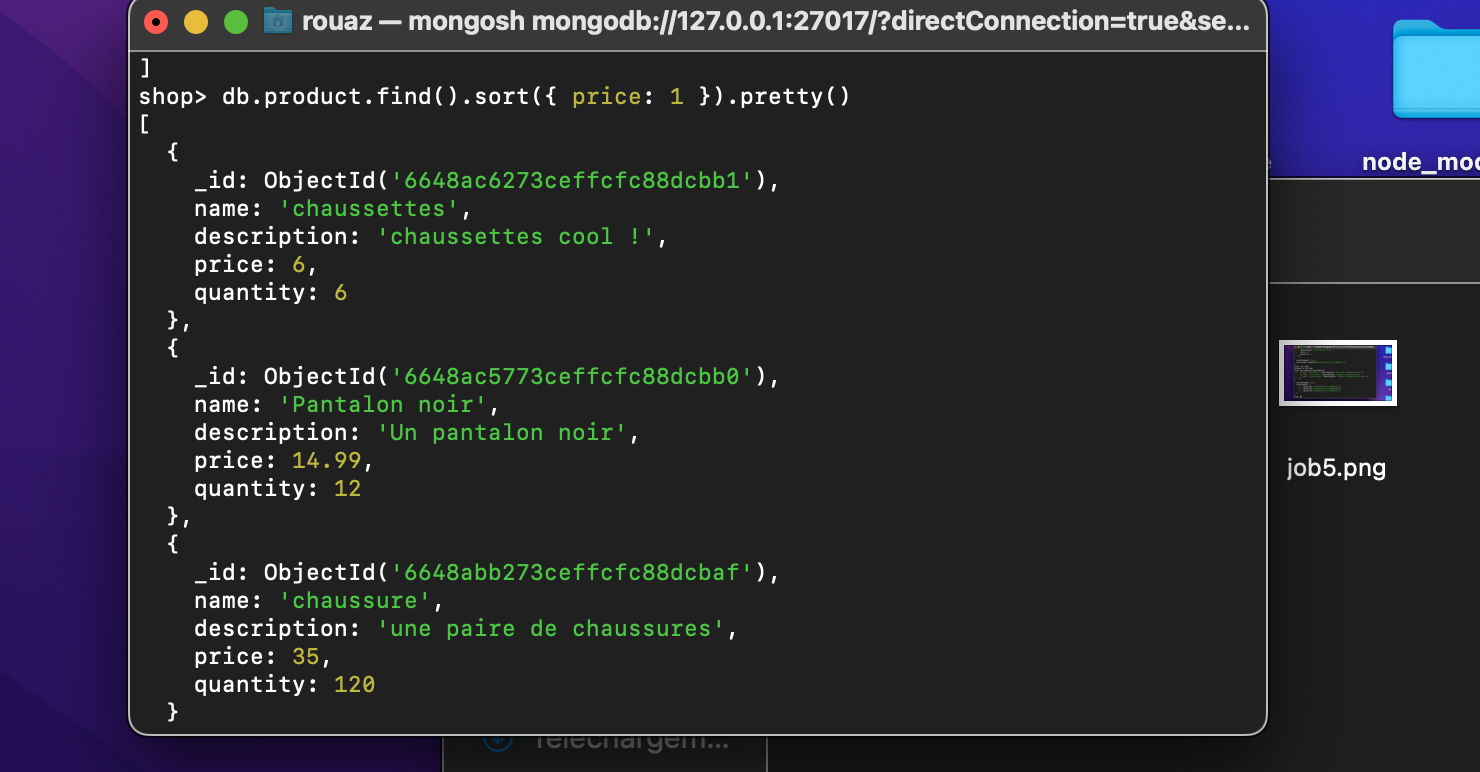 rouaz — mongosh mongodb://127.0.0.1:27017/?directConnection=true&se...
]
shop> db.product.find().sort({ price: 1 }).pretty()
[
  {
    _id: ObjectId('6648ac6273ceffcfc88dcbb1'),
    name: 'chaussettes',
    description: 'chaussettes cool !',
    price: 6,
    quantity: 6
  },
  {
    _id: ObjectId('6648ac5773ceffcfc88dcbb0'),
    name: 'Pantalon noir',
    description: 'Un pantalon noir',
    price: 14.99,
    quantity: 12
  },
  {
    _id: ObjectId('6648abb273ceffcfc88dcbaf'),
    name: 'chaussure',
    description: 'une paire de chaussures',
    price: 35,
    quantity: 120
  }
node_mo
job5.png
Téléchargem...